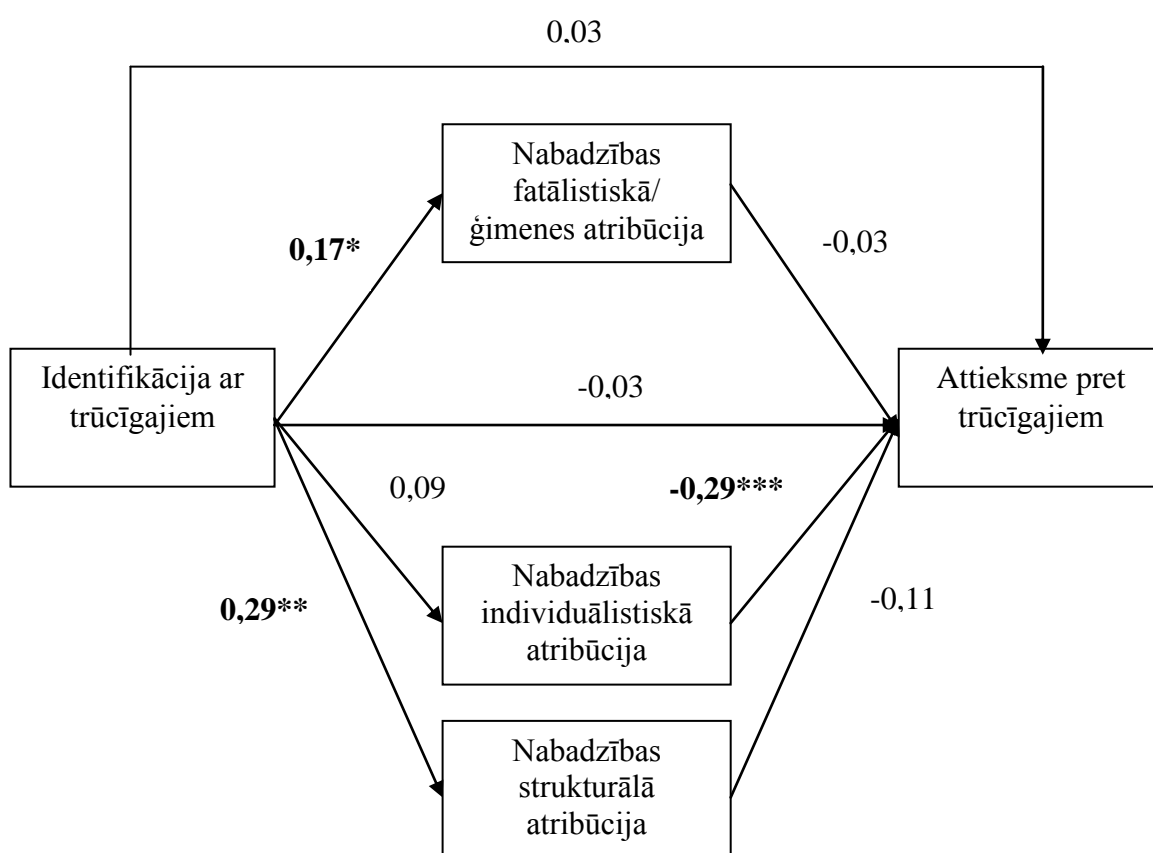 0,03
Nabadzības
fatālistiskā/
ģimenes atribūcija
0,17*
-0,03
Identifikācija ar
trūcīgajiem
-0,03
Attieksme pret
trūcīgajiem
0,09
-0,29***
Nabadzības
individuālistiskā
atribūcija
0,29**
-0,11
Nabadzības
strukturālā
atribūcija